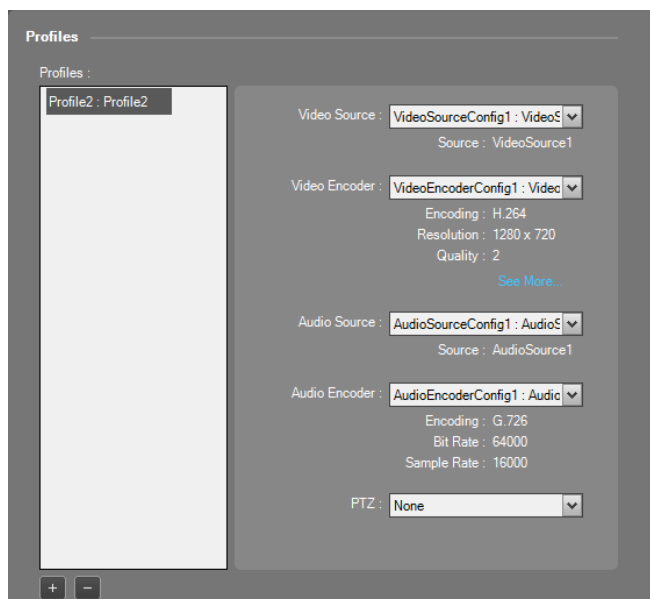 Profiles
Profiles :
Profile2 : Profile2
Video Source : VideoSourceConfig1 : VideoS
Source : VideoSource1
Video Encoder : VideoEncoderConfig1 : Video
Encoding : H.264
Resolution : 1280 x 720
Quality : 2
See More...
Audio Source : AudioSourceConfig1 : AudioS
Source : AudioSource1
Audio Encoder : AudioEncoderConfig1 : Audio
Encoding : G.726
Bit Rate : 64000
Sample Rate : 16000
PTZ : None
+ −